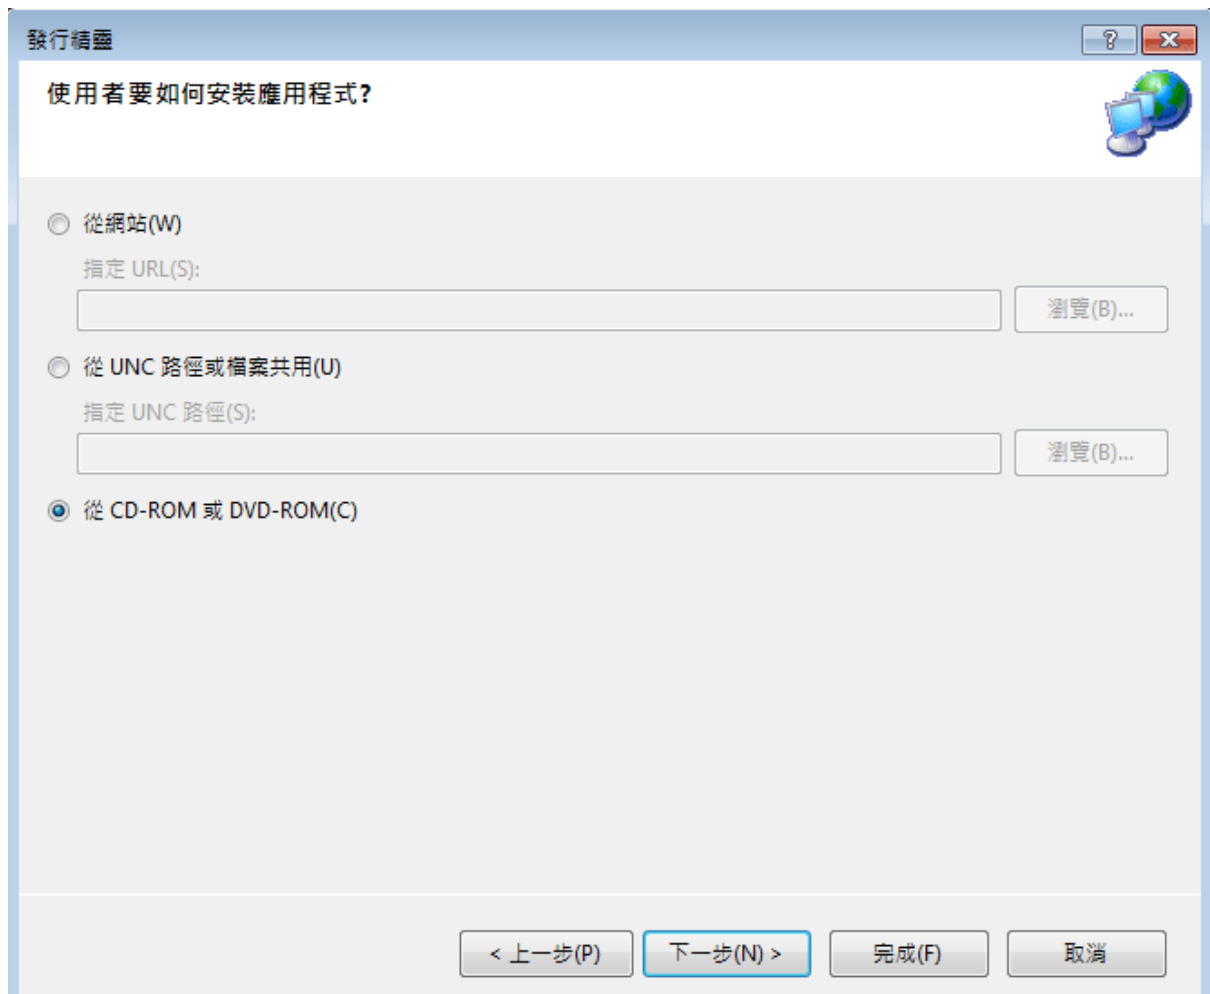 發行精靈
使用者要如何安裝應用程式?
從網站(W)
指定 URL(S):
瀏覽(B)...
從 UNC 路徑或檔案共用(U)
指定 UNC 路徑(S):
瀏覽(B)...
從 CD-ROM 或 DVD-ROM(C)
< 上一步(P) 下一步(N) > 完成(F) 取消